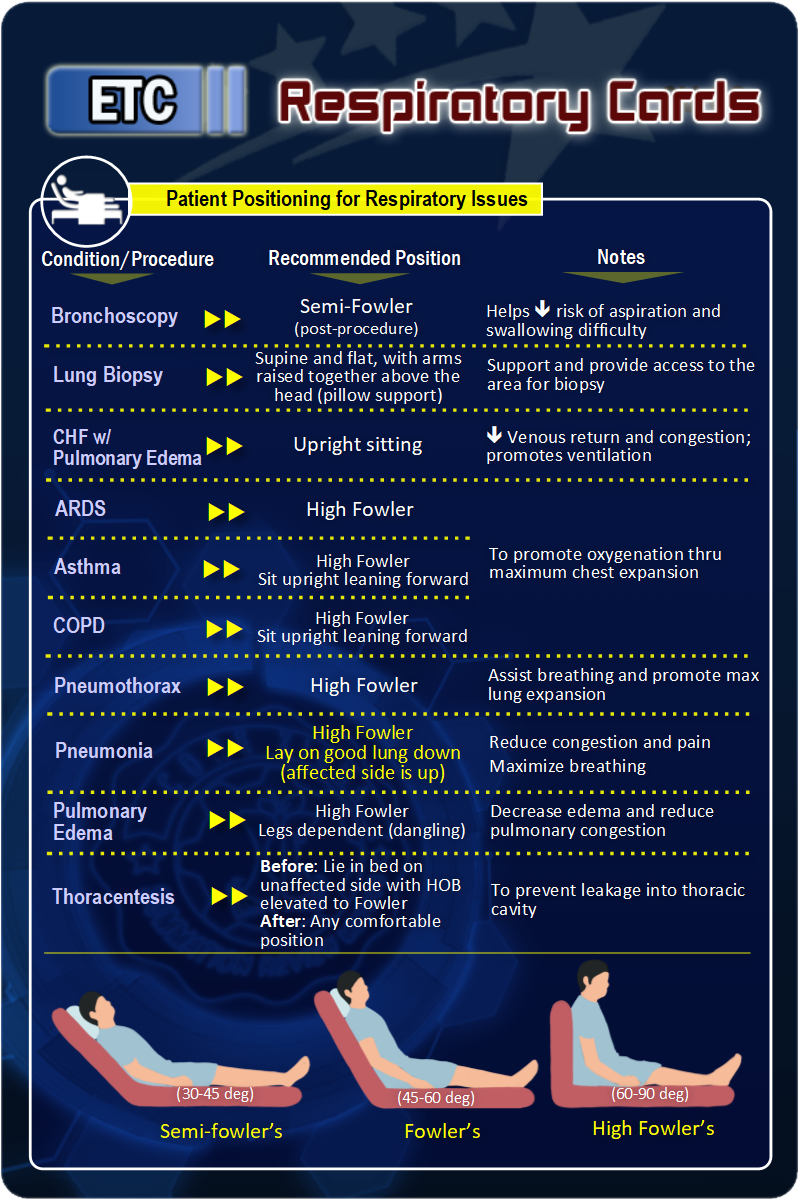 ETC
Respiratory Cards
Patient Positioning for Respiratory Issues
Condition/Procedure
Recommended Position
Notes
Bronchoscopy
Semi-Fowler
(post-procedure)
Helps 🡇 risk of aspiration and
swallowing difficulty
Lung Biopsy
Supine and flat, with arms
raised together above the
head (pillow support)
Support and provide access to the
area for biopsy
CHF w/
Pulmonary Edema
Upright sitting
🡇 Venous return and congestion;
promotes ventilation
ARDS
High Fowler
Asthma
High Fowler
Sit upright leaning forward
To promote oxygenation thru
maximum chest expansion
COPD
High Fowler
Sit upright leaning forward
Pneumothorax
High Fowler
Assist breathing and promote max
lung expansion
Pneumonia
High Fowler
Lay on good lung down
(affected side is up)
Reduce congestion and pain
Maximize breathing
Pulmonary
Edema
High Fowler
Legs dependent (dangling)
Decrease edema and reduce
pulmonary congestion
Thoracentesis
Before: Lie in bed on
unaffected side with HOB
elevated to Fowler
After: Any comfortable
position
To prevent leakage into thoracic
cavity
(30-45 deg)
Semi-fowler's
(45-60 deg)
Fowler's
(60-90 deg)
High Fowler's